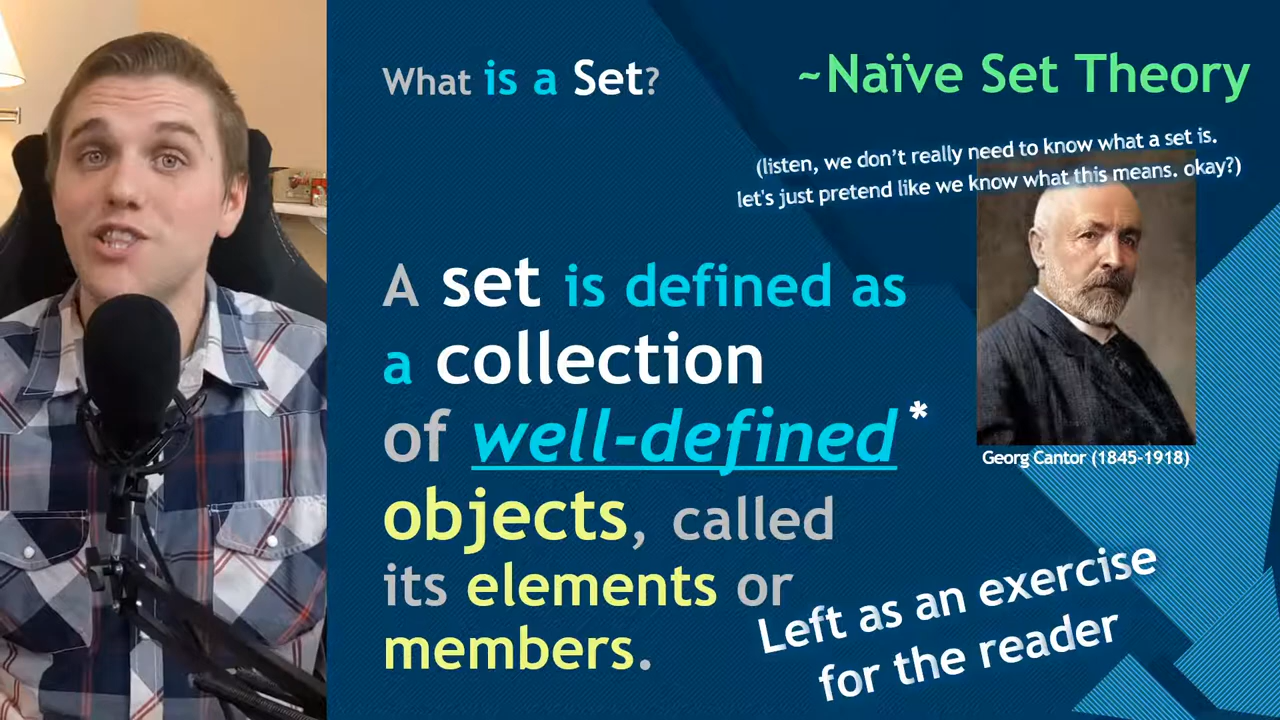 What is a Set?
~Naïve Set Theory
(listen, we don't really need to know what a set is.
let's just pretend like we know what this means. okay?)
A set is defined as
a collection
of well-defined*
objects, called
its elements or
members.
Georg Cantor (1845-1918)
Left as an exercise
for the reader